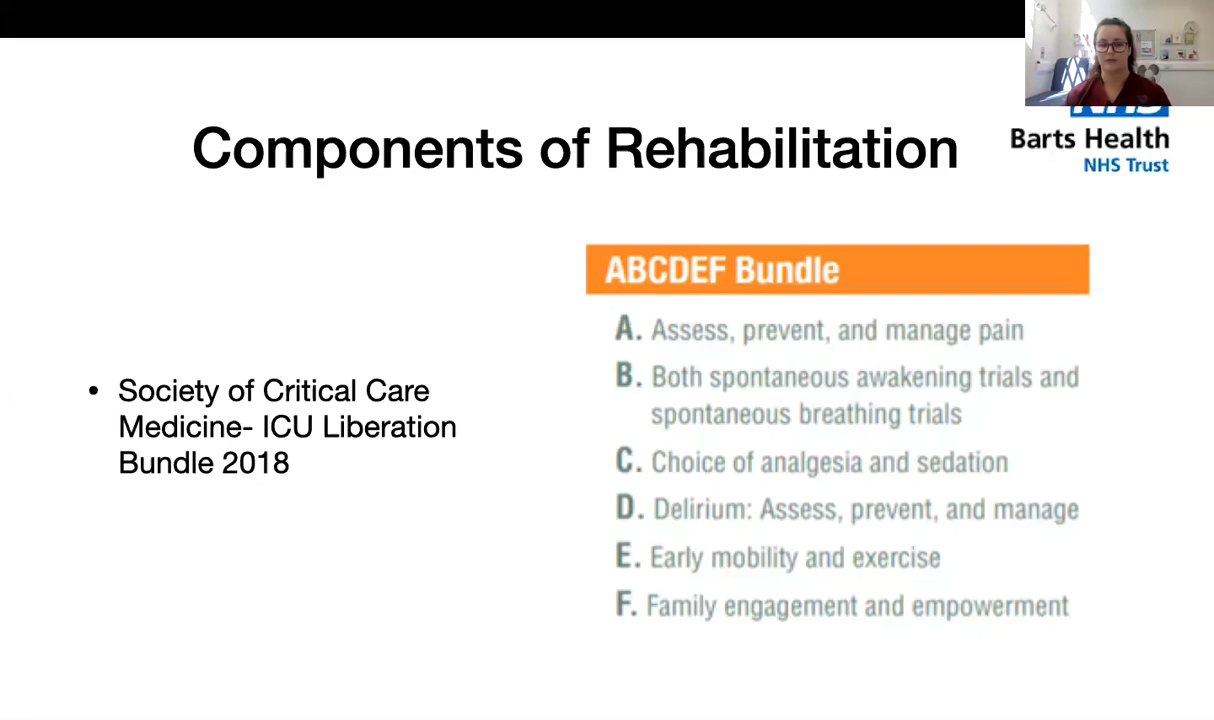 Components of Rehabilitation
NHS
Barts Health
NHS Trust
• Society of Critical Care
Medicine- ICU Liberation
Bundle 2018
ABCDEF Bundle
A. Assess, prevent, and manage pain
B. Both spontaneous awakening trials and
spontaneous breathing trials
C. Choice of analgesia and sedation
D. Delirium: Assess, prevent, and manage
E. Early mobility and exercise
F. Family engagement and empowerment